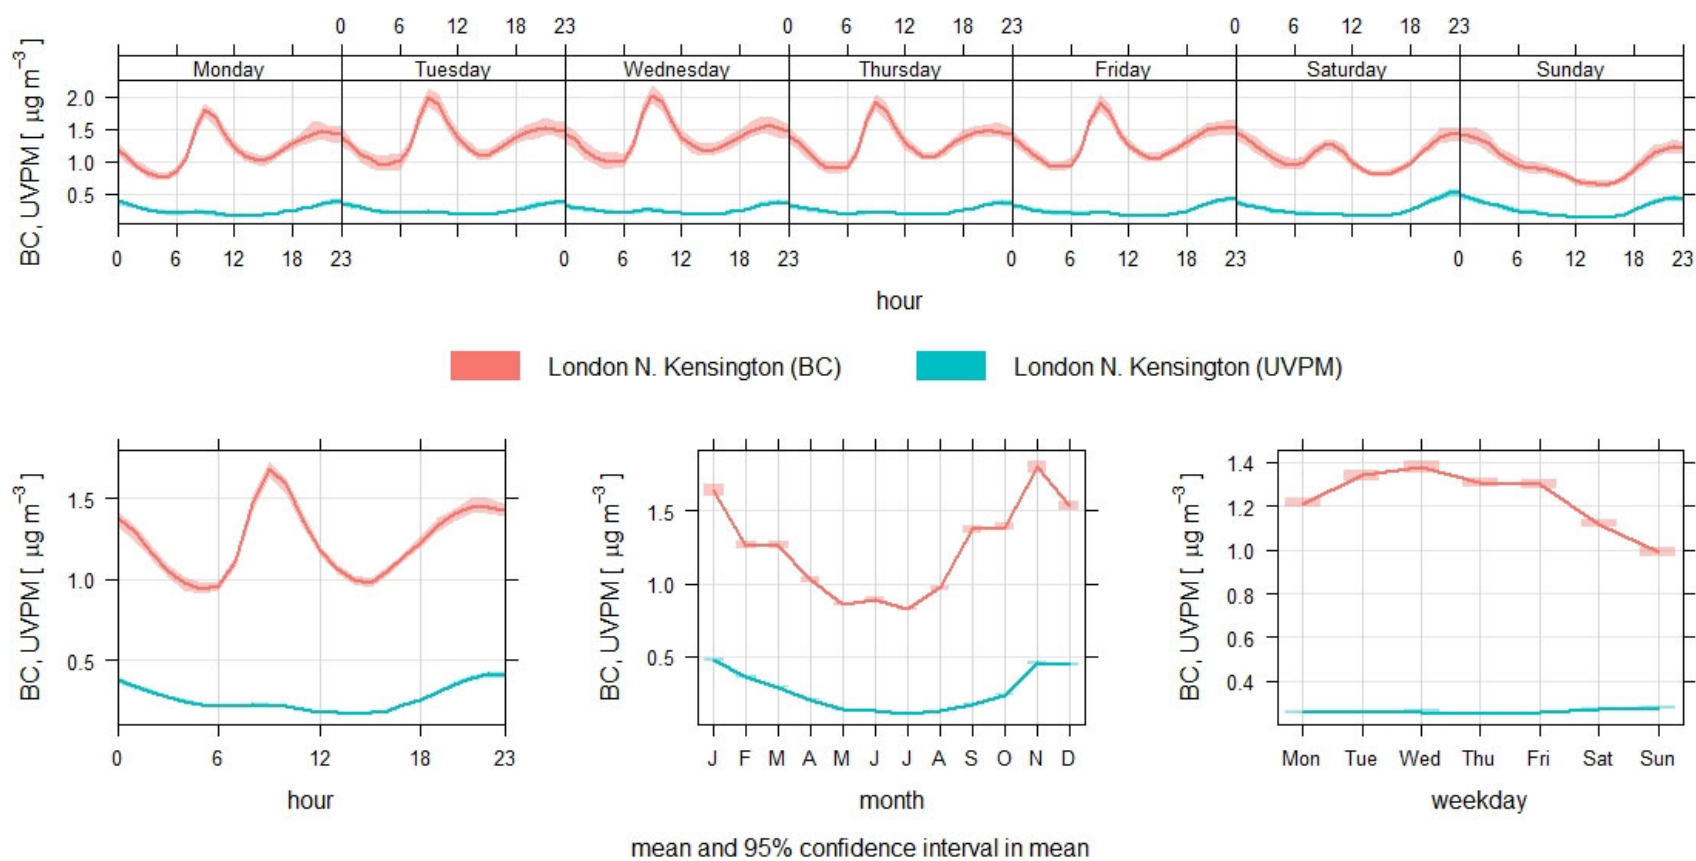 0 6 12 18 23 0 6 12 18 23 0 6 12 18 23
Monday Tuesday Wednesday Thursday Friday Saturday Sunday
BC, UVPM [ µg m⁻³ ]
2.0
1.5
1.0
0.5
0 6 12 18 23 0 6 12 18 23 0 6 12 18 23 0 6 12 18 23
hour
London N. Kensington (BC) London N. Kensington (UVPM)
BC, UVPM [ µg m⁻³ ]
1.5
1.0
0.5
0 6 12 18 23
hour
BC, UVPM [ µg m⁻³ ]
1.5
1.0
0.5
J F M A M J J A S O N D
month
BC, UVPM [ µg m⁻³ ]
1.4
1.2
1.0
0.8
0.6
0.4
Mon Tue Wed Thu Fri Sat Sun
weekday
mean and 95% confidence interval in mean